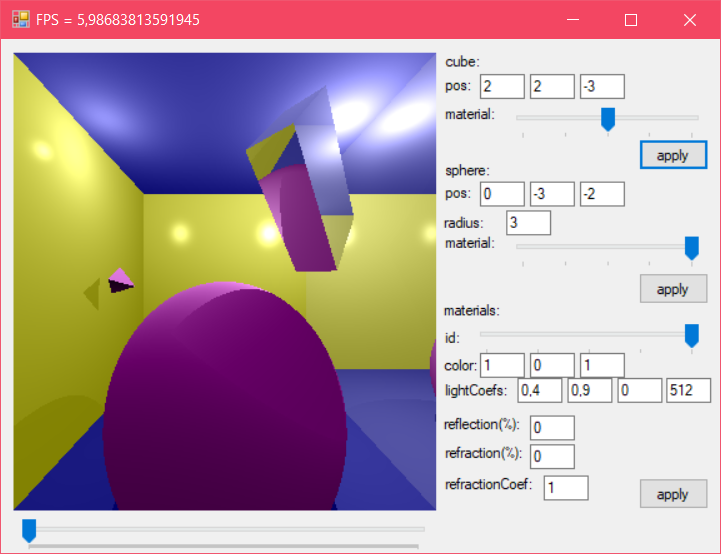 FPS = 5,98683813591945
cube:
pos: 2 2 -3
material:
apply
sphere:
pos: 0 -3 -2
radius: 3
material:
apply
materials:
id:
color: 1 0 1
lightCoefs: 0,4 0,9 0 512
reflection(%): 0
refraction(%): 0
refractionCoef: 1
apply